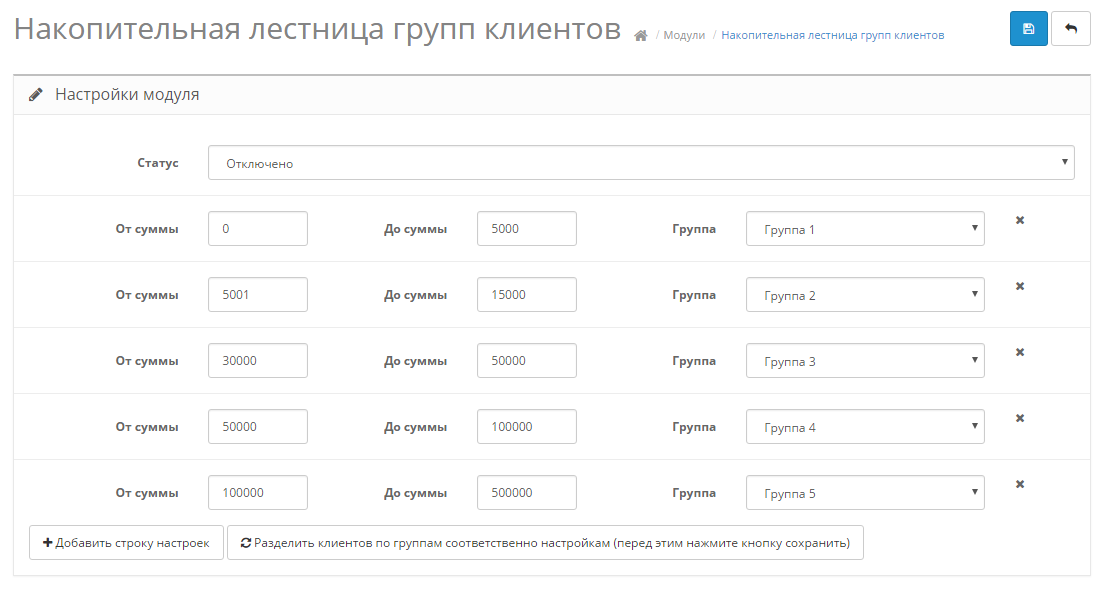 Накопительная лестница групп клиентов / Модули / Накопительная лестница групп клиентов
Настройки модуля
Статус Отключено
От суммы 0 До суммы 5000 Группа Группа 1
От суммы 5001 До суммы 15000 Группа Группа 2
От суммы 30000 До суммы 50000 Группа Группа 3
От суммы 50000 До суммы 100000 Группа Группа 4
От суммы 100000 До суммы 500000 Группа Группа 5
Добавить строку настроек Разделить клиентов по группам соответственно настройкам (перед этим нажмите кнопку сохранить)